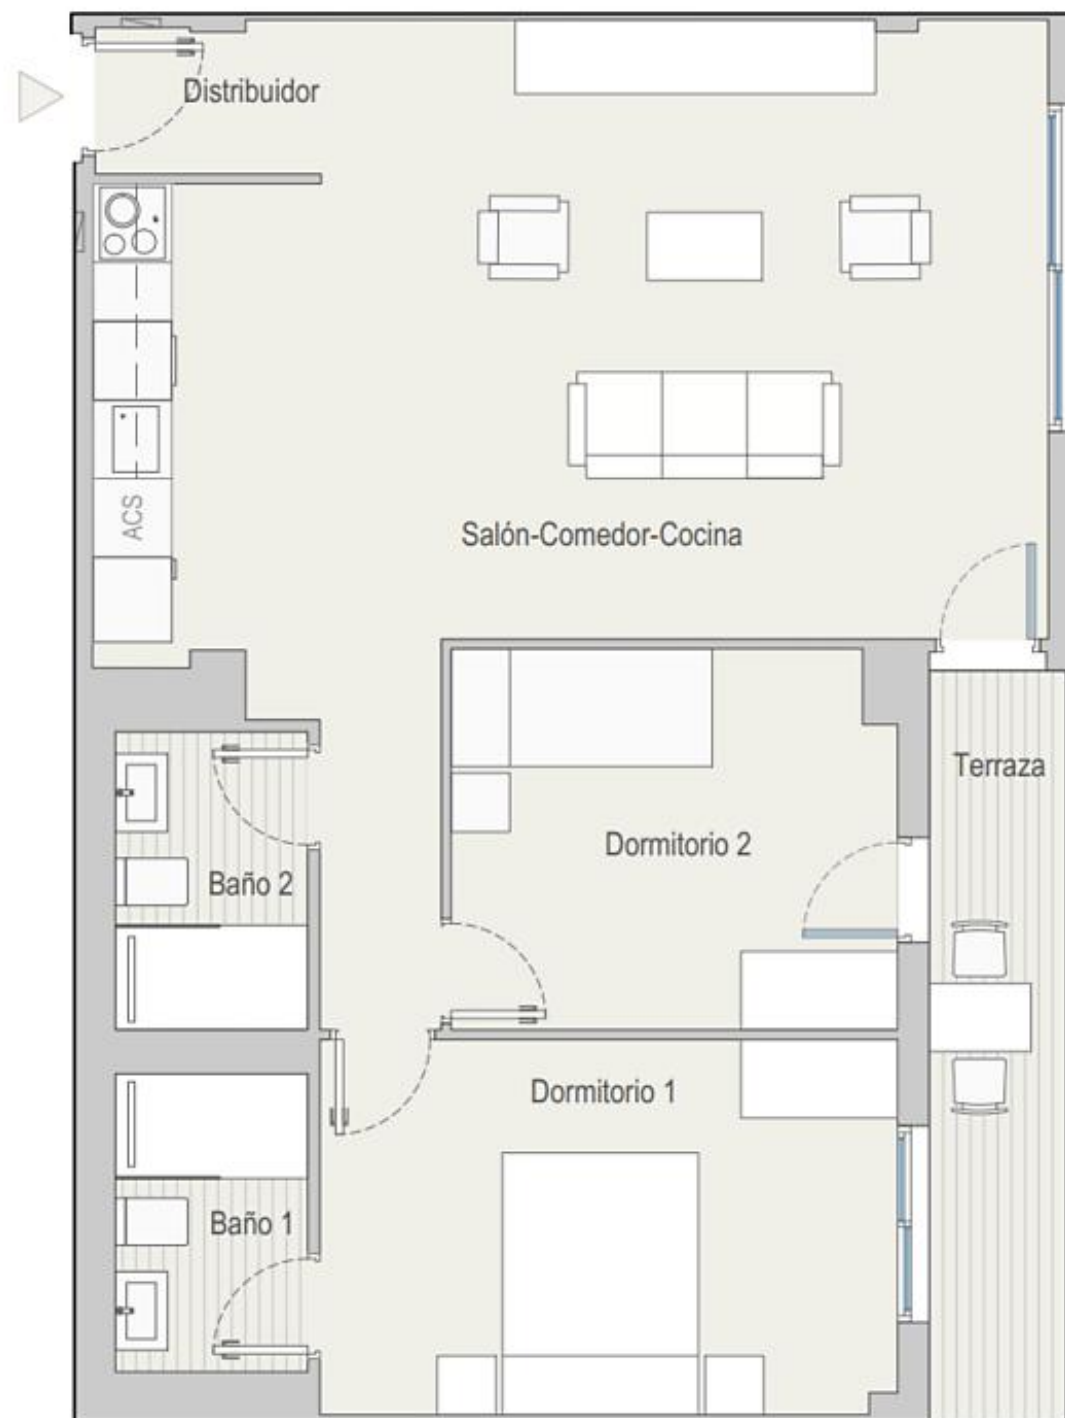 Distribuidor
ACS
Salón-Comedor-Cocina
Terraza
Dormitorio 2
Baño 2
Dormitorio 1
Baño 1